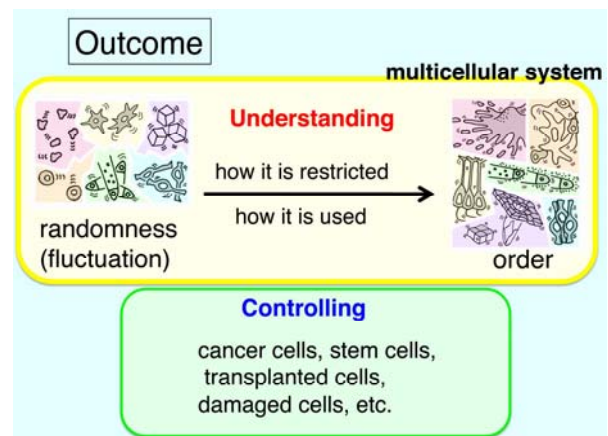 Outcome
multicellular system
Understanding
how it is restricted
how it is used
randomness
(fluctuation)
order
Controlling
cancer cells, stem cells,
transplanted cells,
damaged cells, etc.